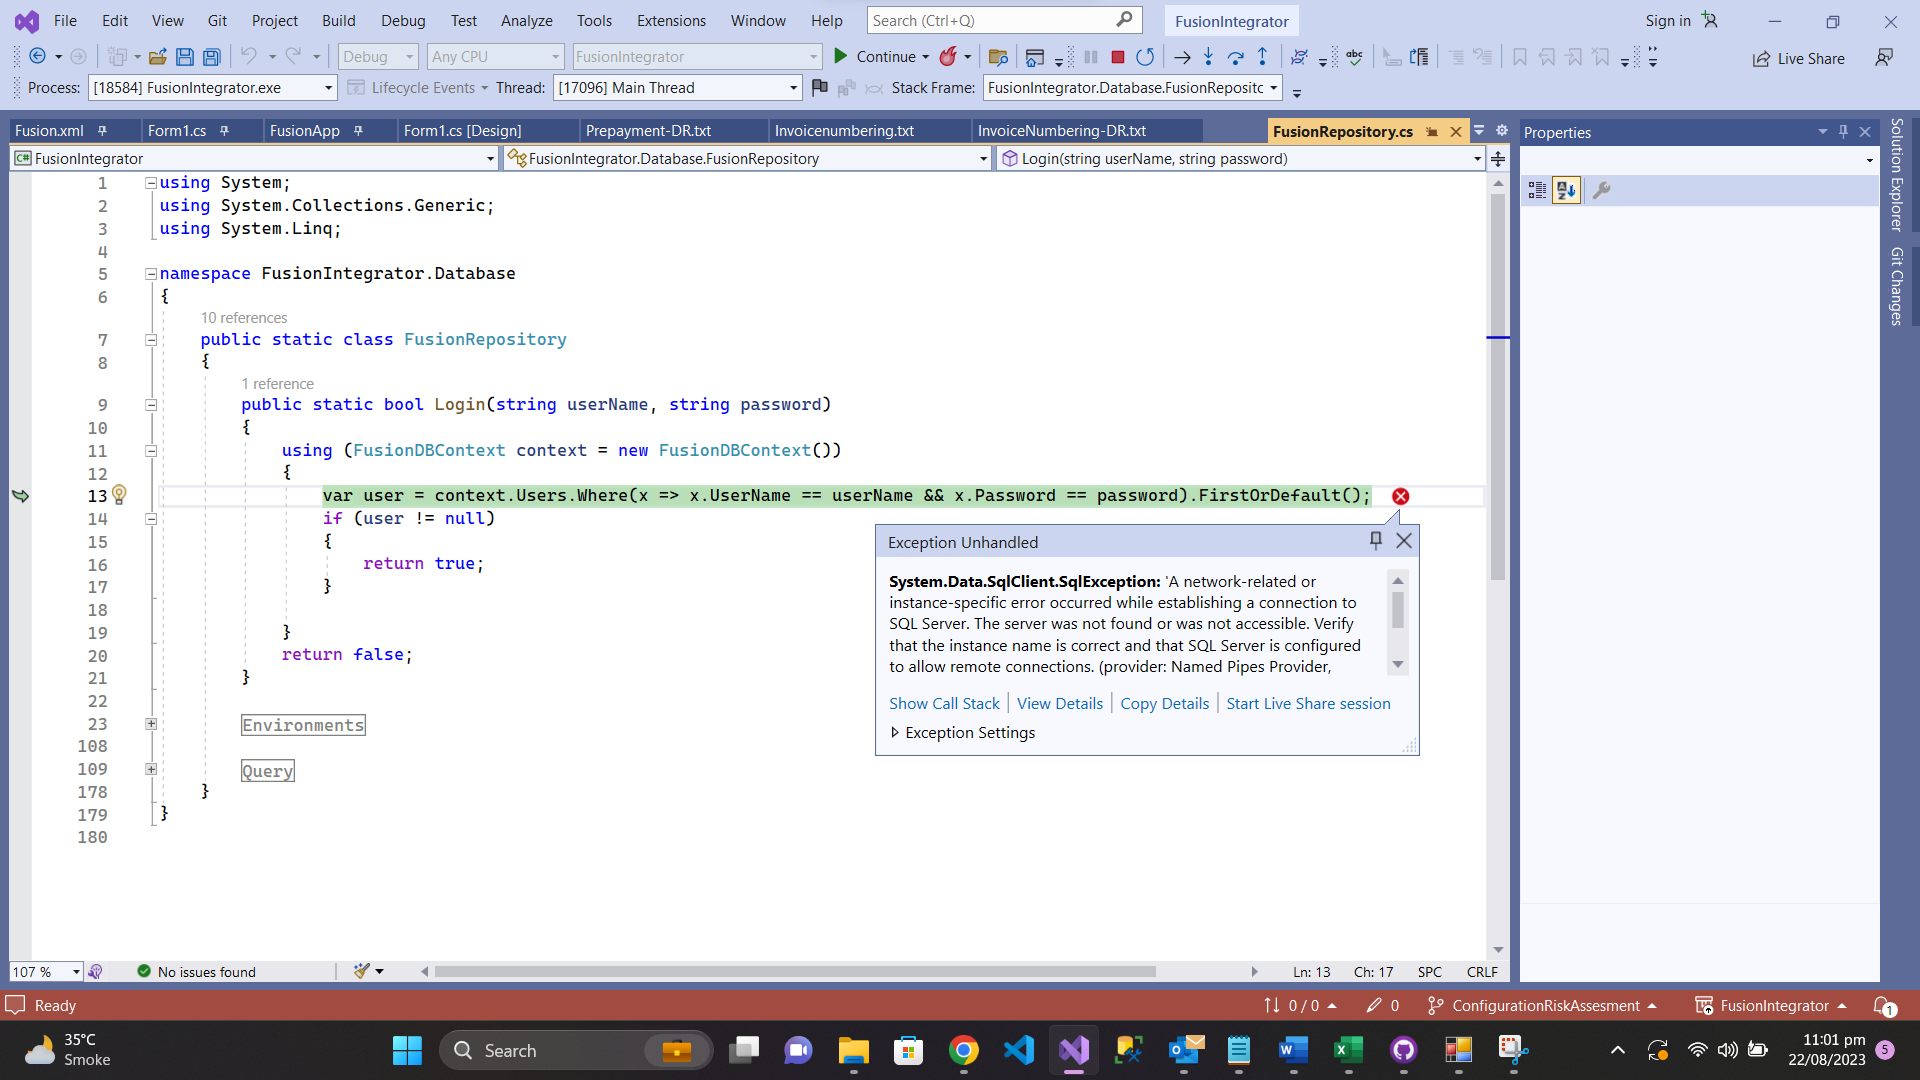 File Edit View Git Project Build Debug Test Analyze Tools Extensions Window Help Search (Ctrl+Q) FusionIntegrator Sign in
Debug Any CPU FusionIntegrator Continue abc Live Share
Process: [18584] FusionIntegrator.exe Lifecycle Events Thread: [17096] Main Thread Stack Frame: FusionIntegrator.Database.FusionRepositc
Fusion.xml Form1.cs FusionApp Form1.cs [Design] Prepayment-DR.txt Invoicenumbering.txt InvoiceNumbering-DR.txt FusionRepository.cs
C# FusionIntegrator FusionIntegrator.Database.FusionRepository Login(string userName, string password)
1 using System;
2 using System.Collections.Generic;
3 using System.Linq;
4
5 namespace FusionIntegrator.Database
6 {
10 references
7 public static class FusionRepository
8 {
1 reference
9 public static bool Login(string userName, string password)
10 {
11 using (FusionDBContext context = new FusionDBContext())
12 {
13 var user = context.Users.Where(x => x.UserName == userName && x.Password == password).FirstOrDefault();
14 if (user != null)
15 {
16 return true;
17 }
18
19 }
20 return false;
21 }
22
23 Environments
108
109 Query
178 }
179 }
180
Exception Unhandled
System.Data.SqlClient.SqlException: 'A network-related or
instance-specific error occurred while establishing a connection to
SQL Server. The server was not found or was not accessible. Verify
that the instance name is correct and that SQL Server is configured
to allow remote connections. (provider: Named Pipes Provider,
Show Call Stack View Details Copy Details Start Live Share session
Exception Settings
Properties
Solution Explorer
Git Changes
107 % No issues found Ln: 13 Ch: 17 SPC CRLF
Ready 0 / 0 0 ConfigurationRiskAssesment FusionIntegrator 1
35°C
Smoke
Search
11:01 pm
22/08/2023
5